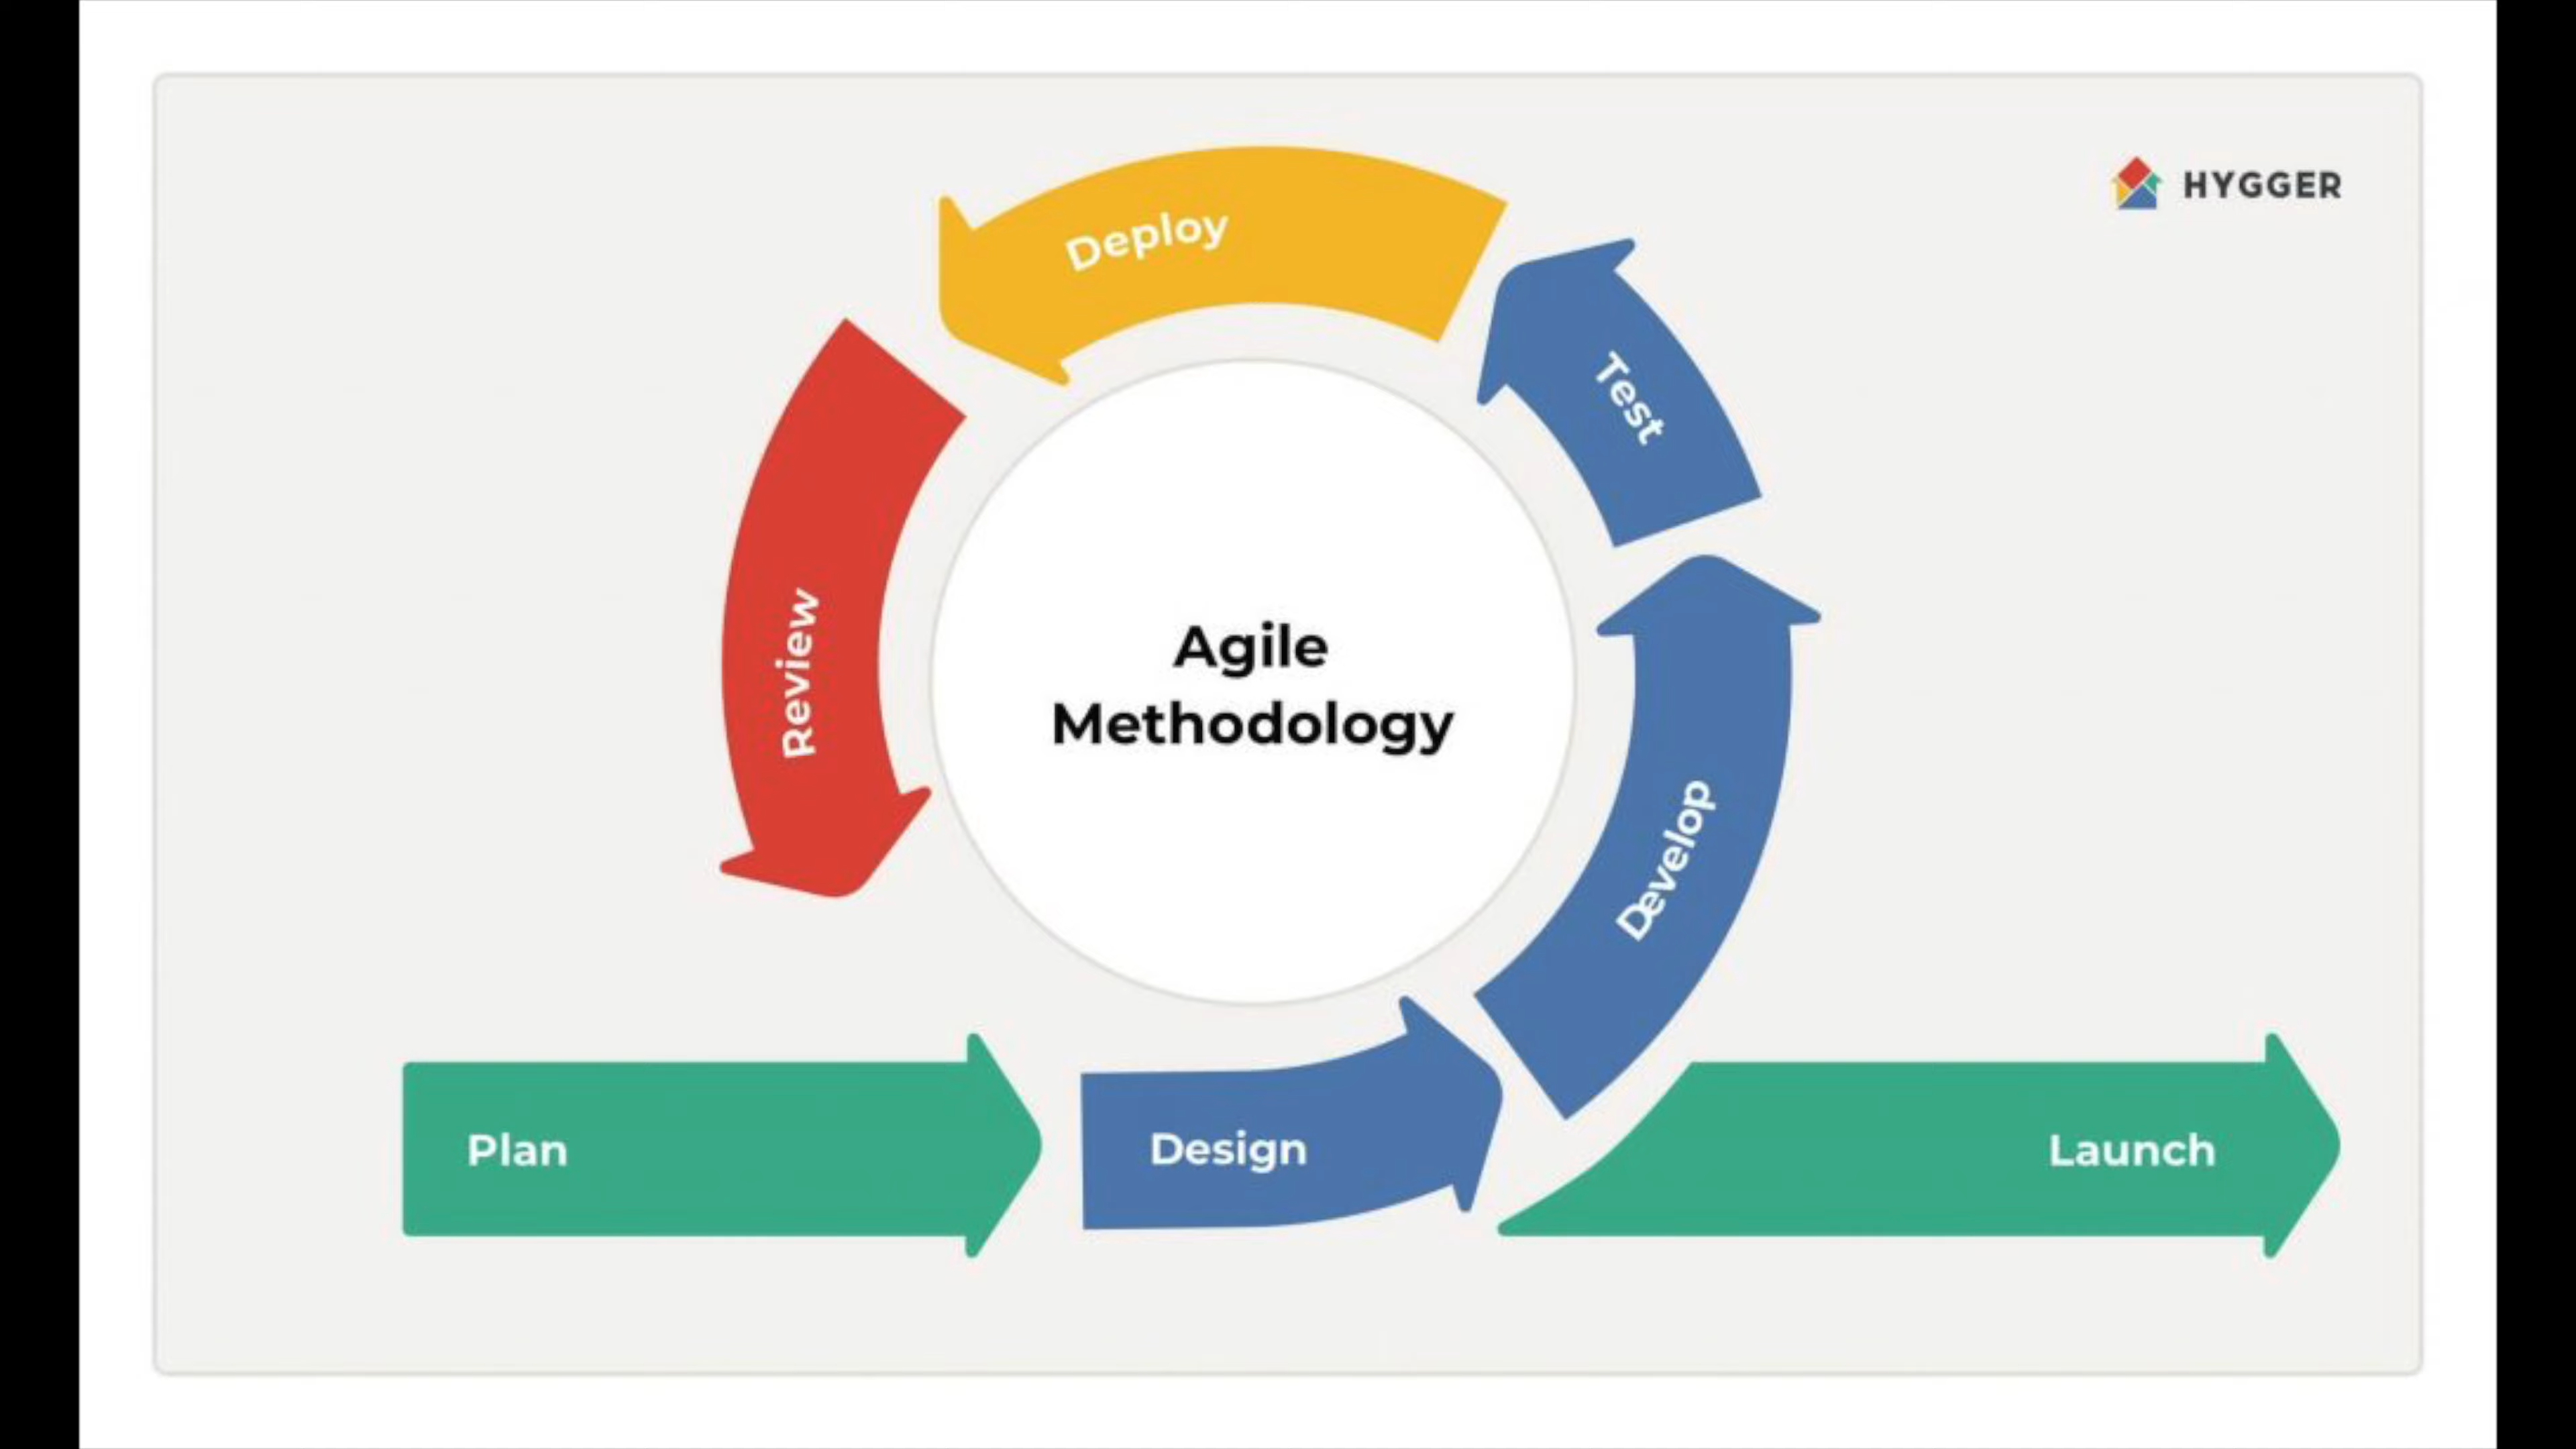 HYGGER
Deploy
Test
Review
Agile
Methodology
Develop
Plan
Design
Launch